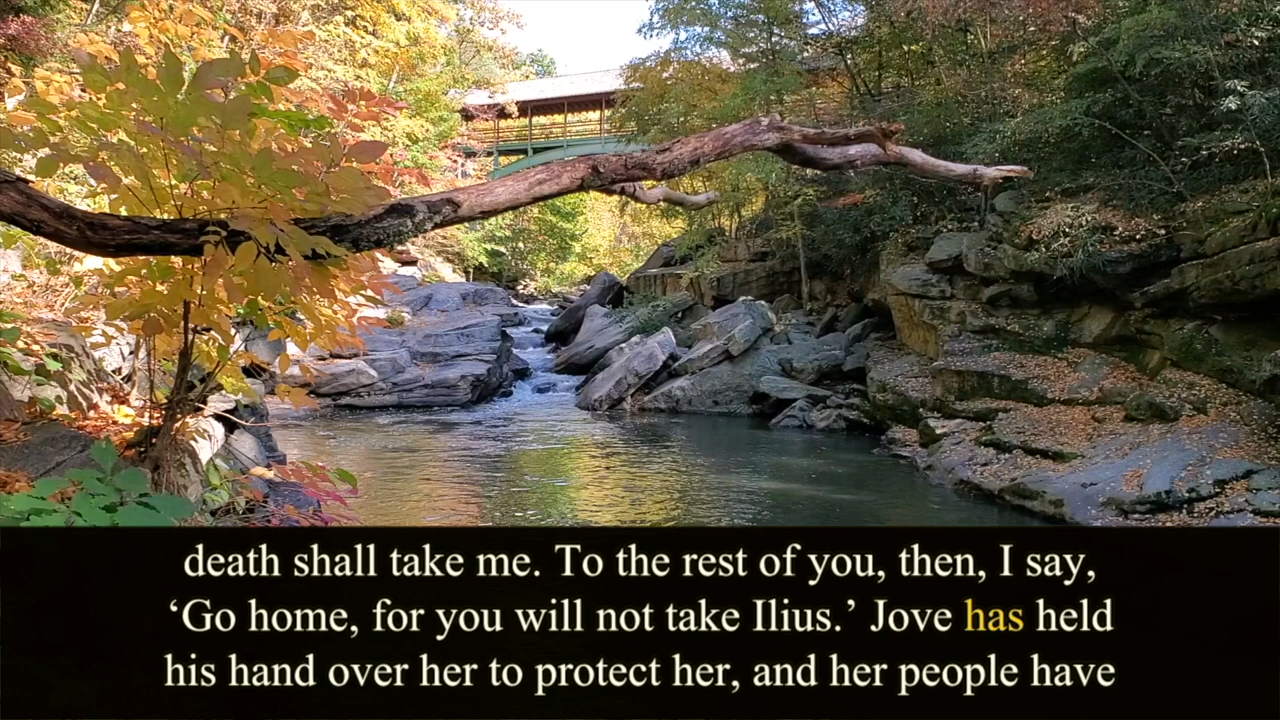 death shall take me. To the rest of you, then, I say,
‘Go home, for you will not take Ilius.’ Jove has held
his hand over her to protect her, and her people have